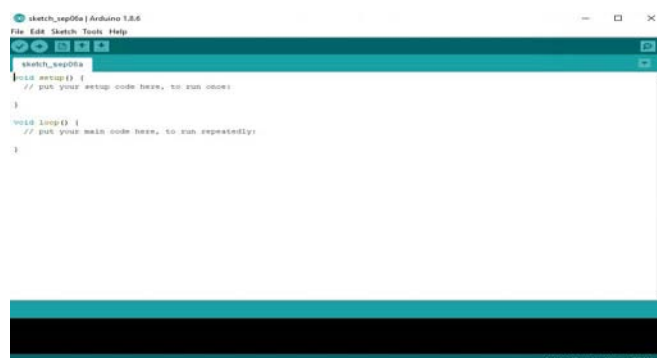 sketch_sep06a | Arduino 1.8.6
File Edit Sketch Tools Help
sketch_sep06a
void setup() {
  // put your setup code here, to run once:
}
void loop() {
  // put your main code here, to run repeatedly:
}